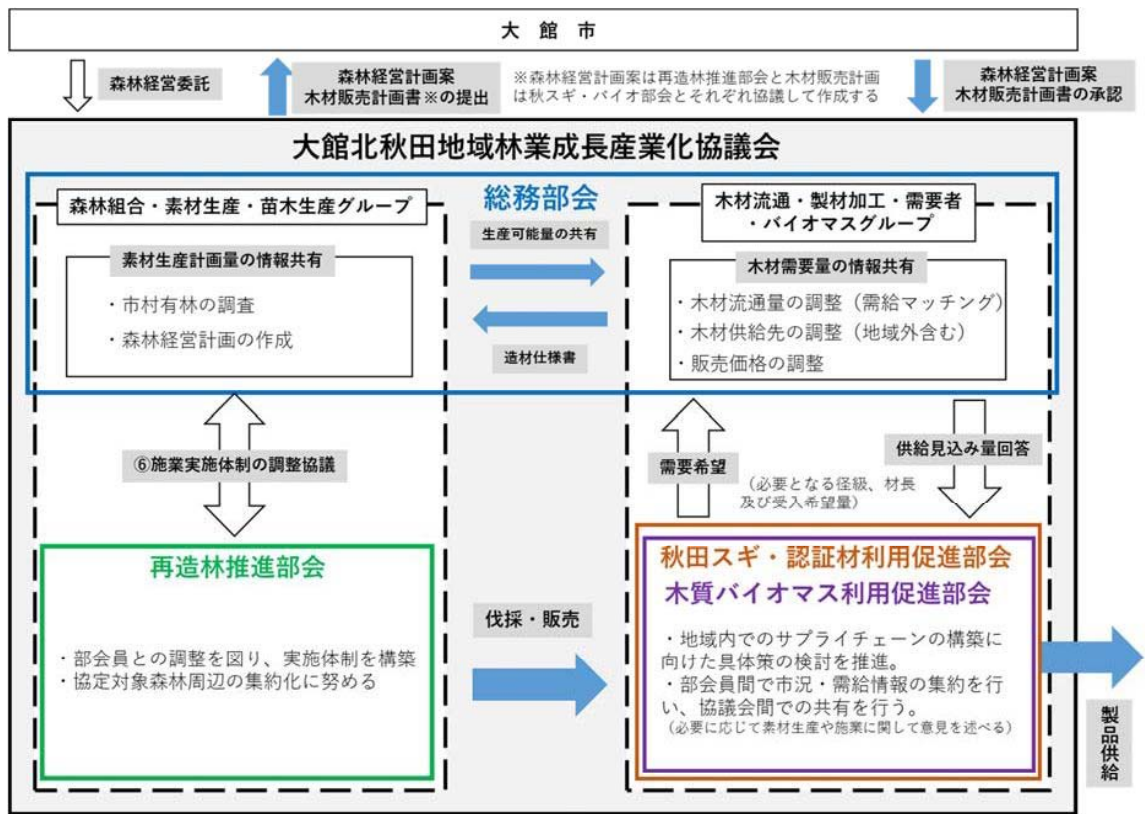 大館市
森林経営委託
森林経営計画案
木材販売計画書※の提出
※森林経営計画案は再造林推進部会と木材販売計画
は秋スギ・バイオ部会とそれぞれ協議して作成する
森林経営計画案
木材販売計画書の承認
大館北秋田地域林業成長産業化協議会
総務部会
森林組合・素材生産・苗木生産グループ
素材生産計画量の情報共有
・市村有林の調査
・森林経営計画の作成
生産可能量の共有
造材仕様書
木材流通・製材加工・需要者
・バイオマスグループ
木材需要量の情報共有
・木材流通量の調整（需給マッチング）
・木材供給先の調整（地域外含む）
・販売価格の調整
⑥施業実施体制の調整協議
需要希望
（必要となる径級、材長
及び受入希望量）
供給見込み量回答
再造林推進部会
・部会員との調整を図り、実施体制を構築
・協定対象森林周辺の集約化に努める
伐採・販売
秋田スギ・認証材利用促進部会
木質バイオマス利用促進部会
・地域内でのサプライチェーンの構築に
向けた具体策の検討を推進。
・部会員間で市況・需給情報の集約を行
い、協議会間での共有を行う。
（必要に応じて素材生産や施業に関して意見を述べる）
製品供給